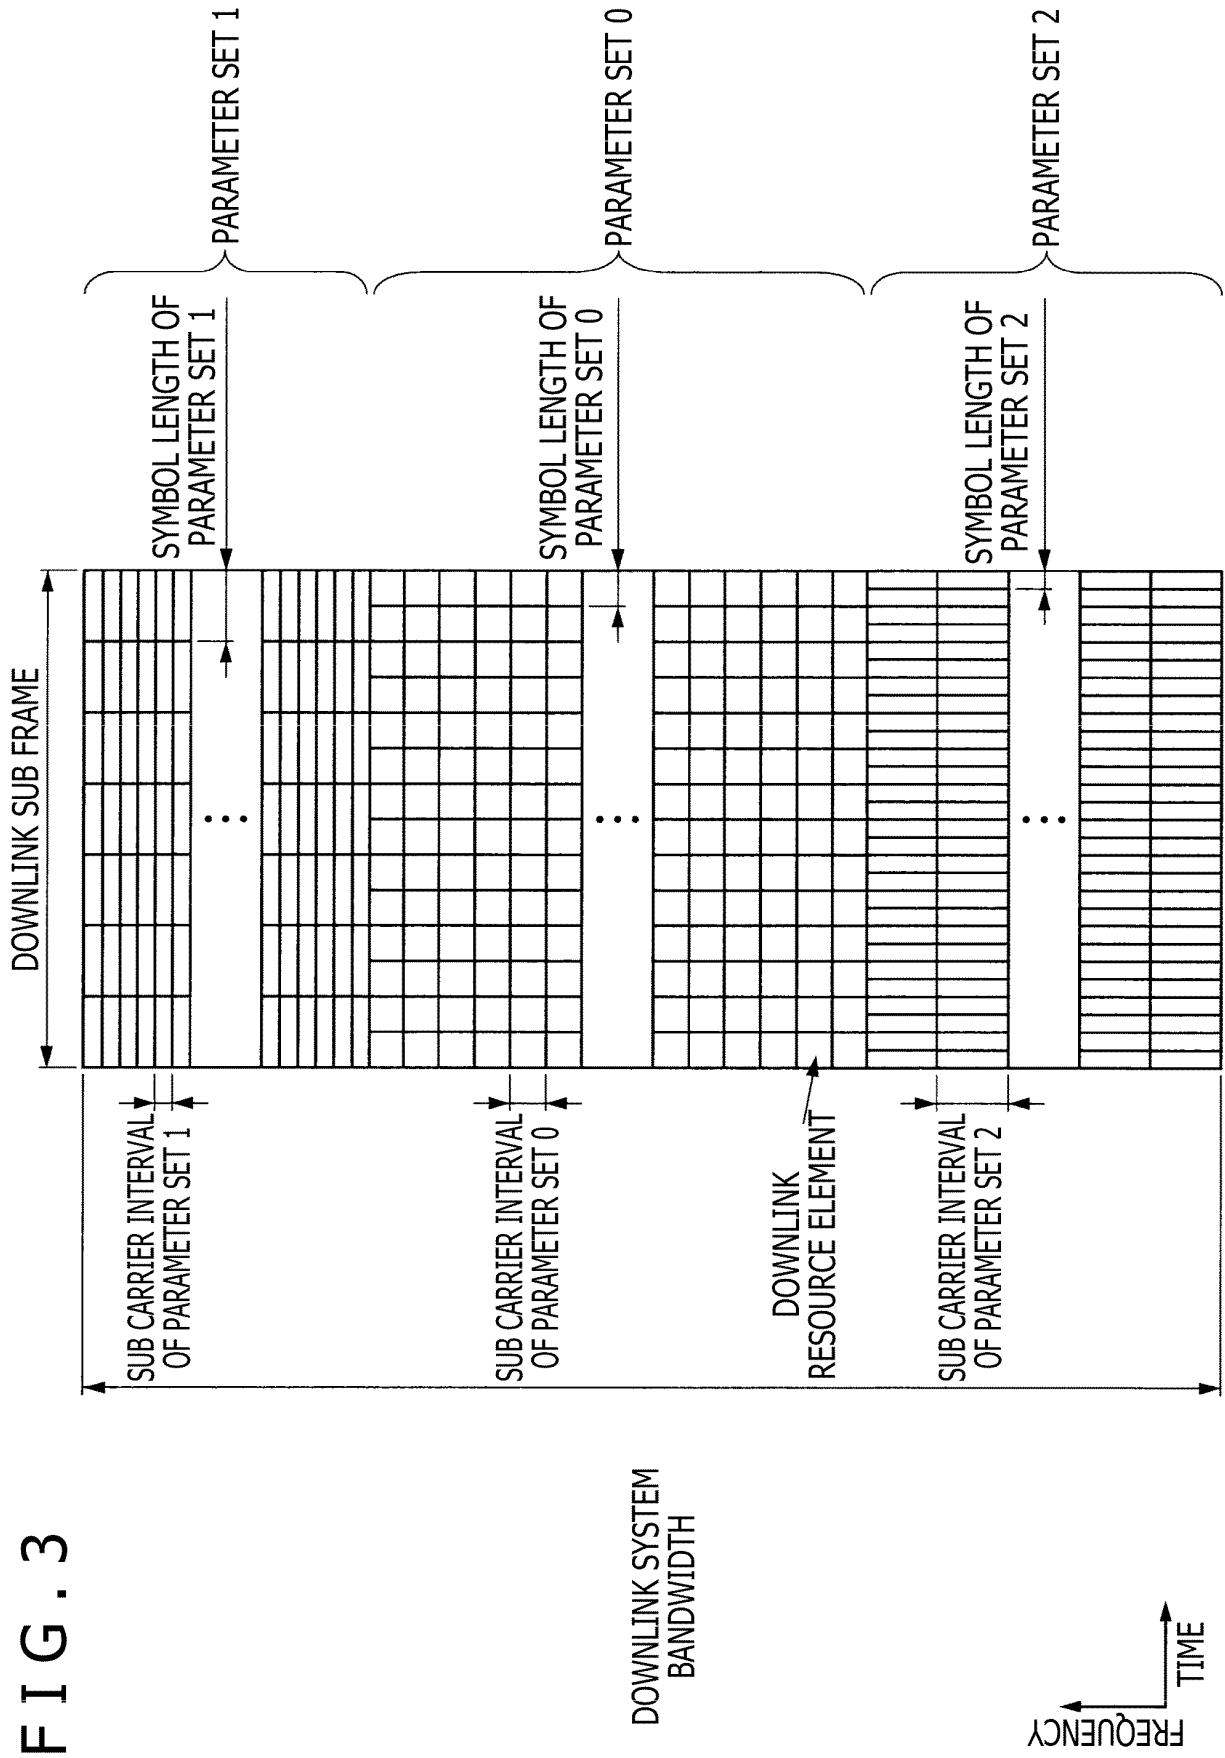 FIG.3
DOWNLINK SUB FRAME
SUB CARRIER INTERVAL
OF PARAMETER SET 1
SYMBOL LENGTH OF
PARAMETER SET 1
PARAMETER SET 1
SUB CARRIER INTERVAL
OF PARAMETER SET 0
SYMBOL LENGTH OF
PARAMETER SET 0
PARAMETER SET 0
DOWNLINK SYSTEM
BANDWIDTH
DOWNLINK
RESOURCE ELEMENT
SUB CARRIER INTERVAL
OF PARAMETER SET 2
SYMBOL LENGTH OF
PARAMETER SET 2
PARAMETER SET 2
FREQUENCY
TIME